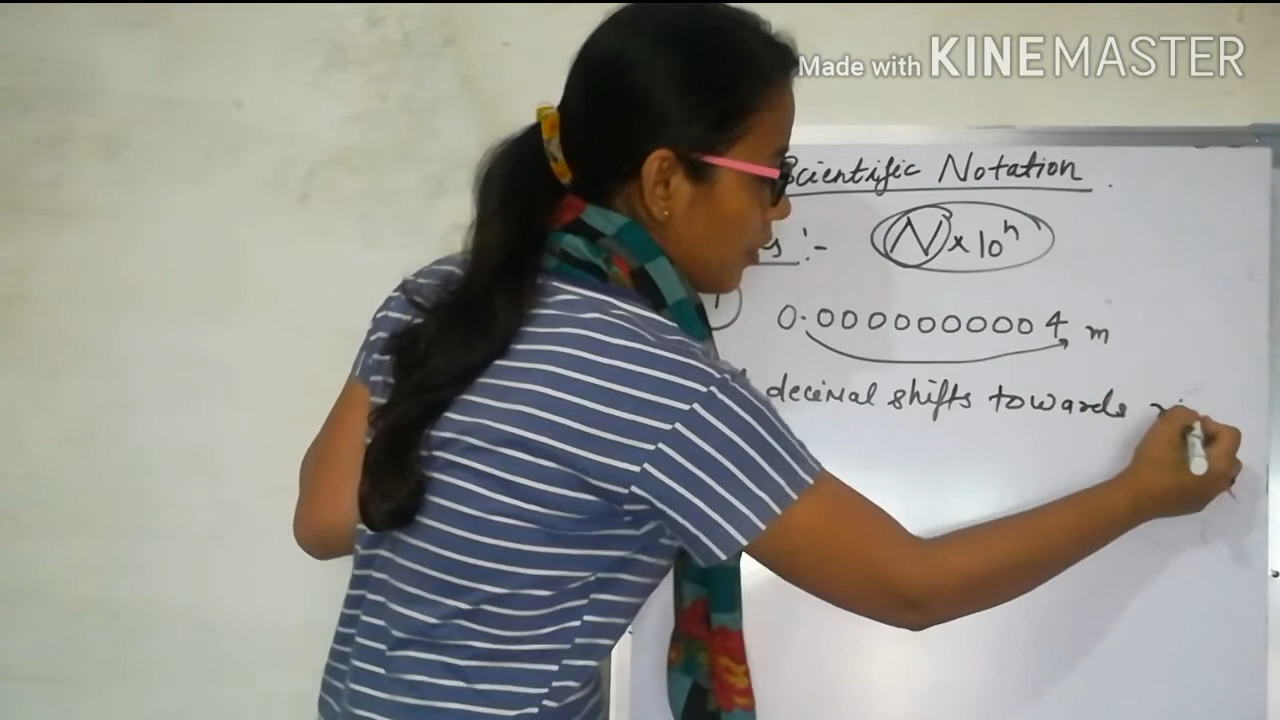 Made with KINEMASTER
Scientific Notation
s :- N × 10ⁿ
0.0000000004 m
decimal shifts towards